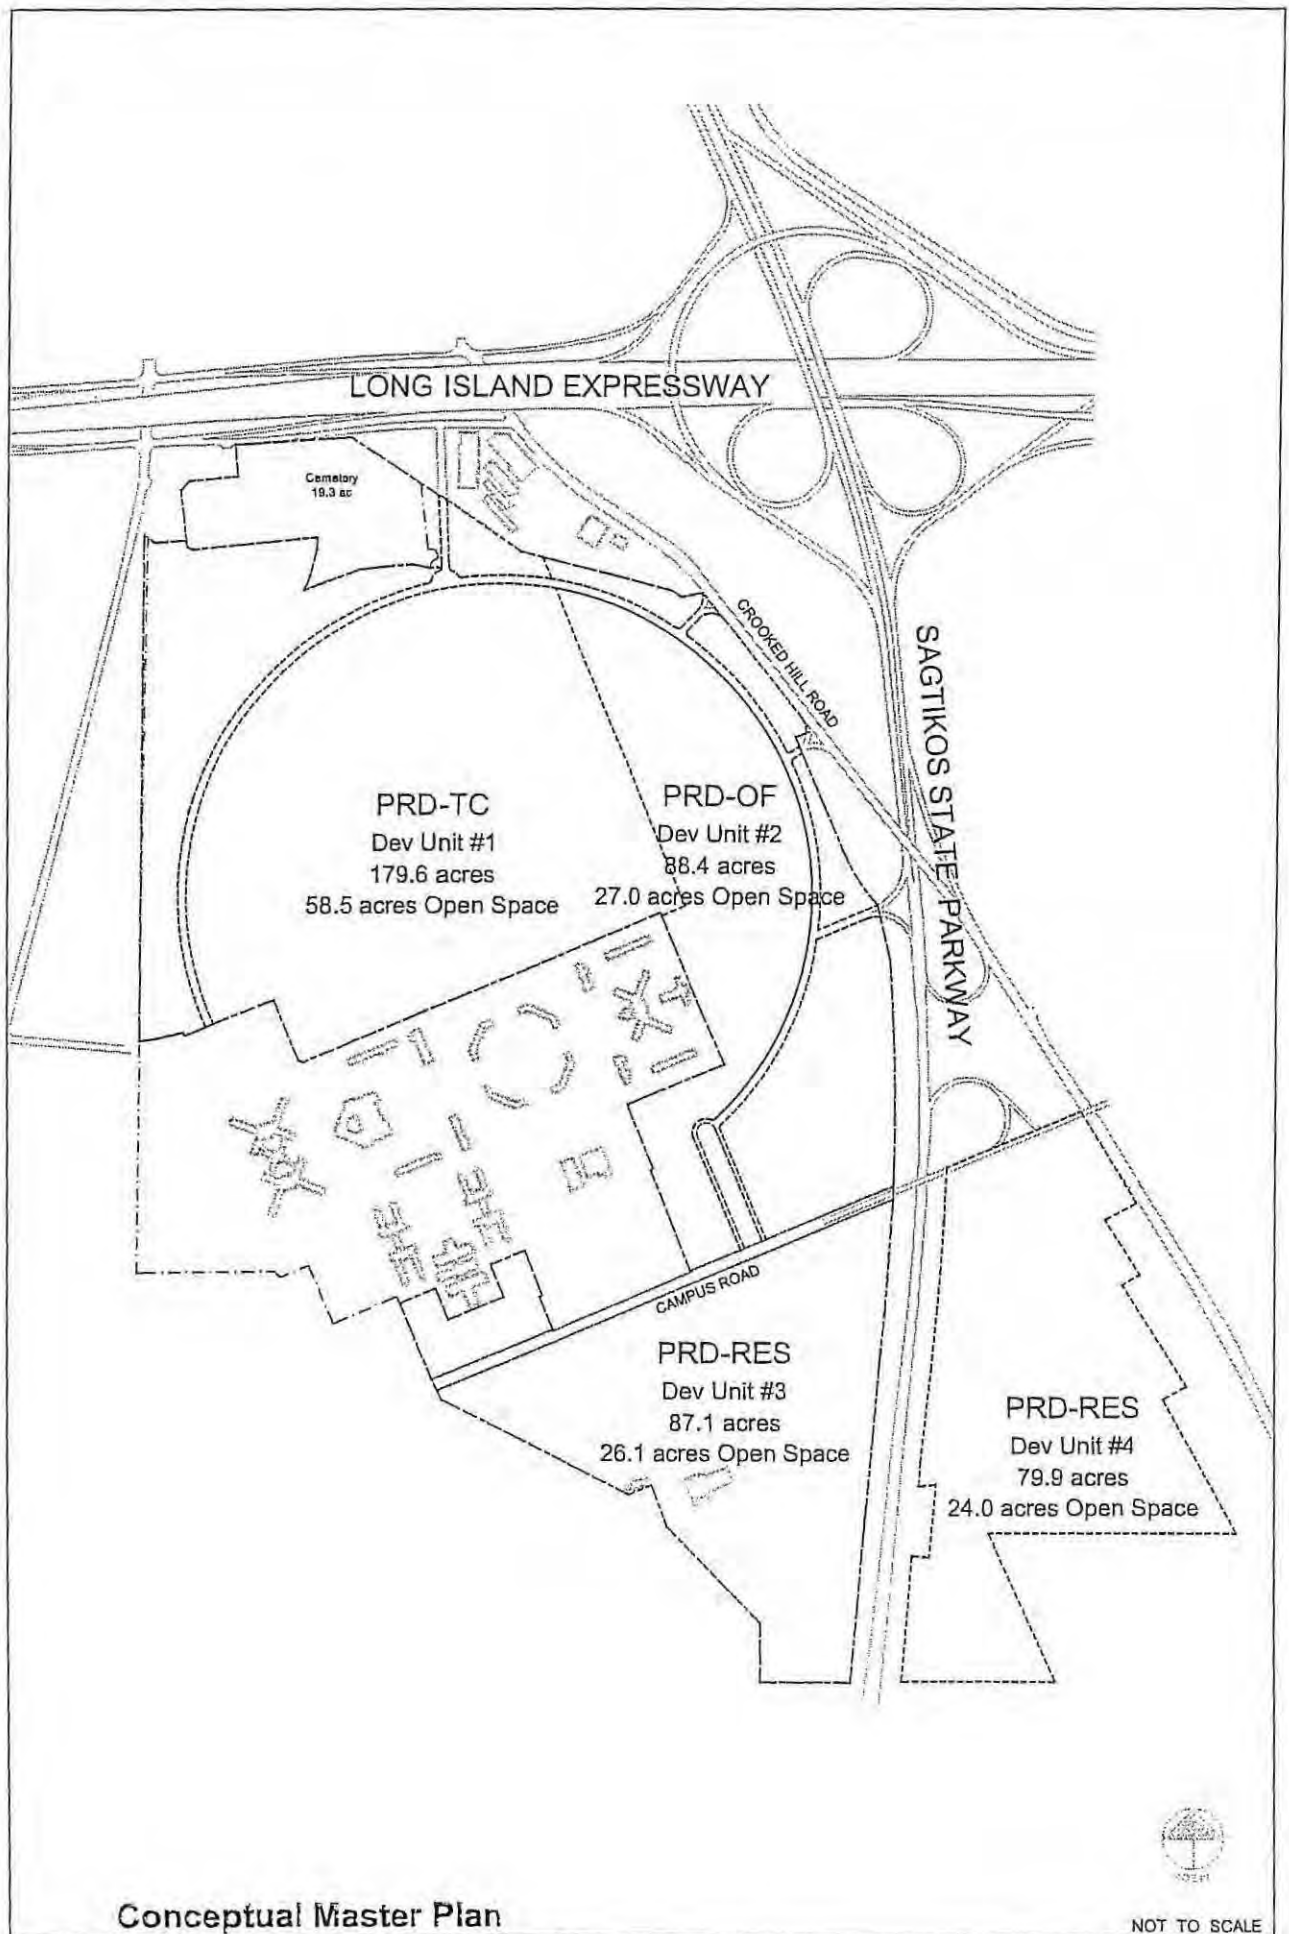 LONG ISLAND EXPRESSWAY
Cemetery
19.3 ac
CROOKED HILL ROAD
SAGTIKOS STATE PARKWAY
PRD-TC
Dev Unit #1
179.6 acres
58.5 acres Open Space
PRD-OF
Dev Unit #2
88.4 acres
27.0 acres Open Space
CAMPUS ROAD
PRD-RES
Dev Unit #3
87.1 acres
26.1 acres Open Space
PRD-RES
Dev Unit #4
79.9 acres
24.0 acres Open Space
Conceptual Master Plan
NOT TO SCALE